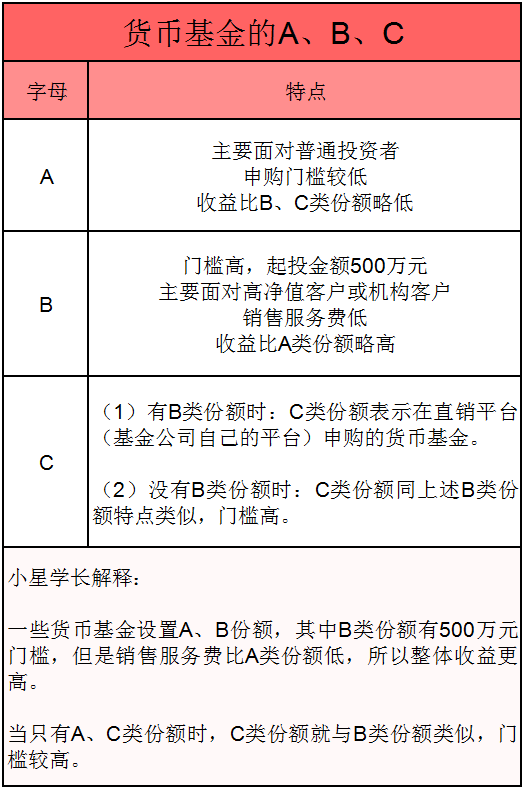 货币基金的A、B、C
字母
特点
A
主要面对普通投资者
申购门槛较低
收益比B、C类份额略低
B
门槛高，起投金额500万元
主要面对高净值客户或机构客户
销售服务费低
收益比A类份额略高
C
（1）有B类份额时：C类份额表示在直销平台
（基金公司自己的平台）申购的货币基金。
（2）没有B类份额时：C类份额同上述B类份
额特点类似，门槛高。
小星学长解释：
一些货币基金设置A、B份额，其中B类份额有500万元
门槛，但是销售服务费比A类份额低，所以整体收益更
高。
当只有A、C类份额时，C类份额就与B类份额类似，门
槛较高。